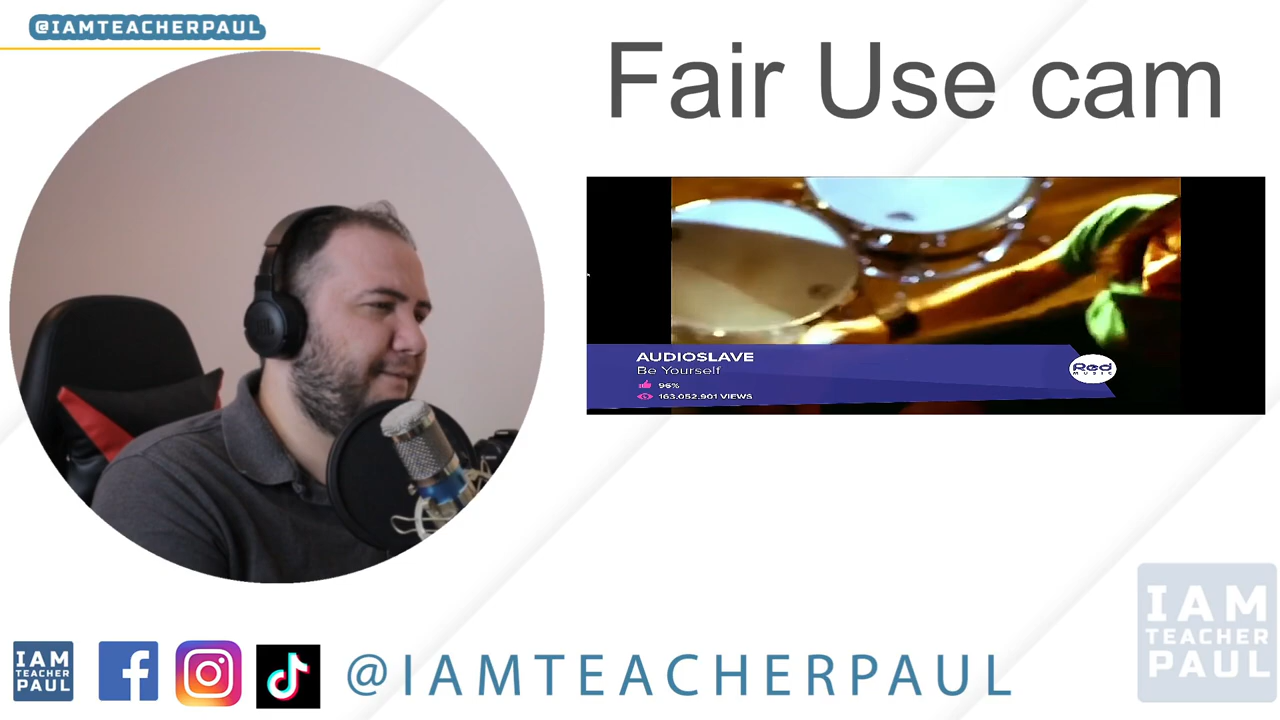 @IAMTEACHERPAUL
Fair Use cam
AUDIOSLAVE
Be Yourself
96%
163.052.901 VIEWS
Red
MUSIC
IAM
TEACHER
PAUL
IAM
TEACHER
PAUL
@IAMTEACHERPAUL